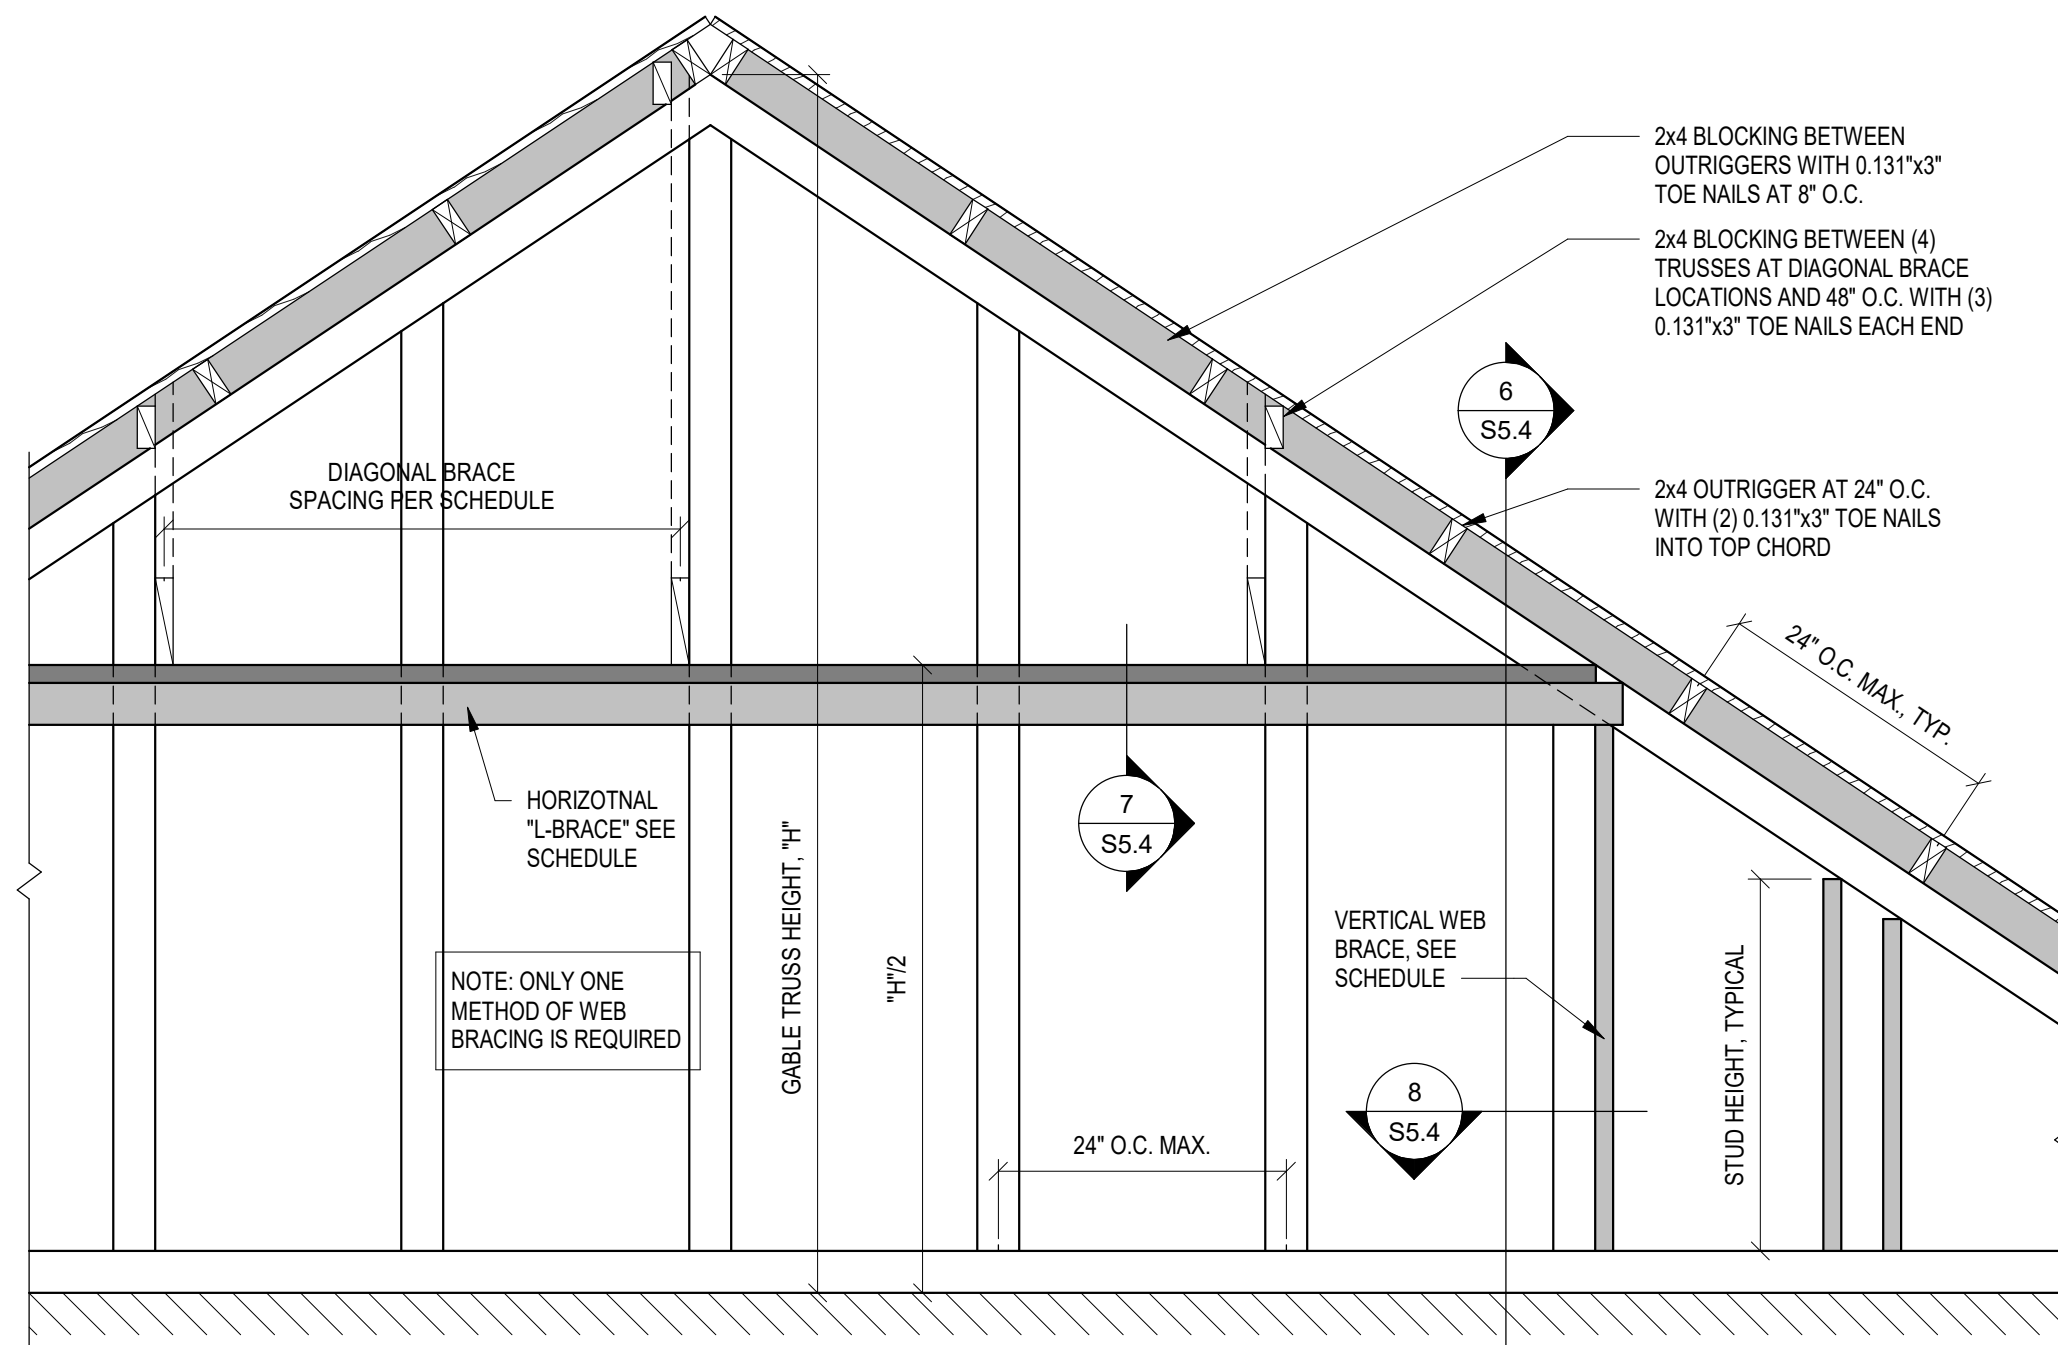 2x4 BLOCKING BETWEEN
OUTRIGGERS WITH 0.131"x3"
TOE NAILS AT 8" O.C.
2x4 BLOCKING BETWEEN (4)
TRUSSES AT DIAGONAL BRACE
LOCATIONS AND 48" O.C. WITH (3)
0.131"x3" TOE NAILS EACH END
6
S5.4
DIAGONAL BRACE
SPACING PER SCHEDULE
2x4 OUTRIGGER AT 24" O.C.
WITH (2) 0.131"x3" TOE NAILS
INTO TOP CHORD
24" O.C. MAX., TYP.
HORIZOTNAL
"L-BRACE" SEE
SCHEDULE
7
S5.4
GABLE TRUSS HEIGHT, "H"
"H"/2
VERTICAL WEB
BRACE, SEE
SCHEDULE
NOTE: ONLY ONE
METHOD OF WEB
BRACING IS REQUIRED
STUD HEIGHT, TYPICAL
8
S5.4
24" O.C. MAX.